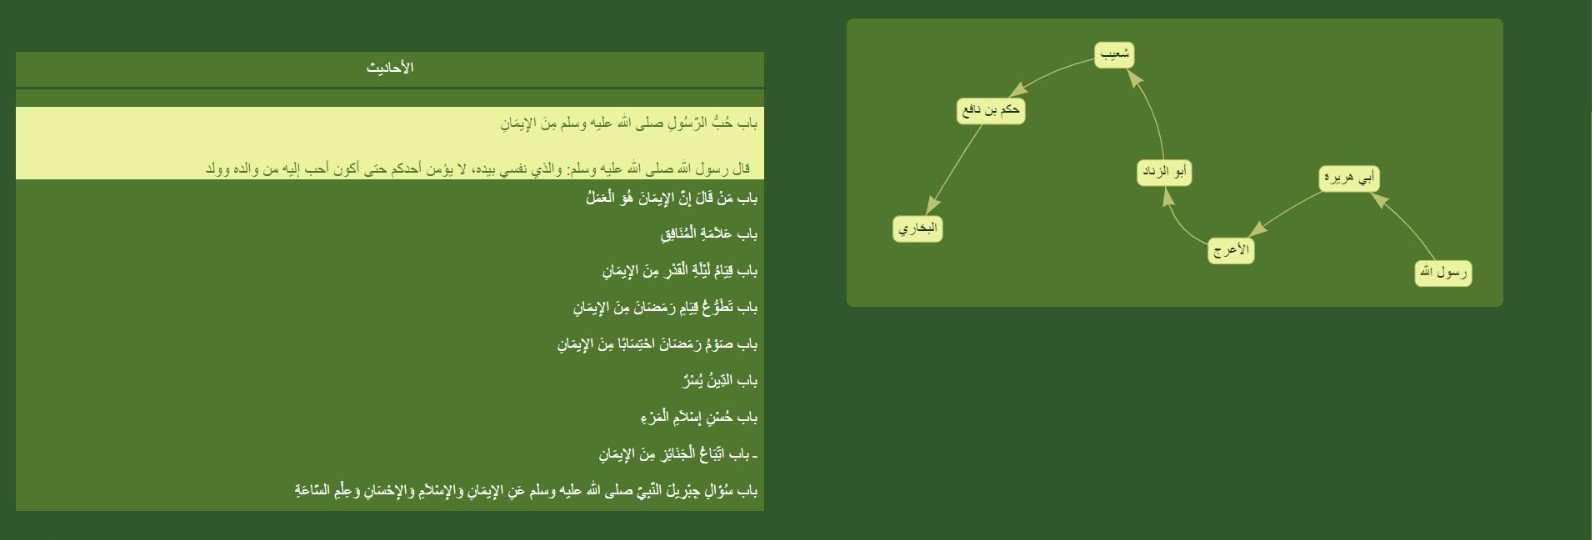 الأحاديث
باب حُبُّ الرَّسُولِ صلى الله عليه وسلم مِنَ الإِيمَانِ
قال رسول الله صلى الله عليه وسلم: والذي نفسي بيده، لا يؤمن أحدكم حتى أكون أحب إليه من والده وولد
باب مَنْ قَالَ إِنَّ الإِيمَانَ هُوَ الْعَمَلُ
باب عَلاَمَةِ الْمُنَافِقِ
باب قِيَامُ لَيْلَةِ الْقَدْرِ مِنَ الإِيمَانِ
باب تَطَوُّعُ قِيَامِ رَمَضَانَ مِنَ الإِيمَانِ
باب صَوْمُ رَمَضَانَ احْتِسَابًا مِنَ الإِيمَانِ
باب الدِّينُ يُسْرٌ
باب حُسْنِ إِسْلاَمِ الْمَرْءِ
ـ باب اتِّبَاعُ الْجَنَائِزِ مِنَ الإِيمَانِ
باب سُؤَالِ جِبْرِيلَ النَّبِيَّ صلى الله عليه وسلم عَنِ الإِيمَانِ وَالإِسْلاَمِ وَالإِحْسَانِ وَعِلْمِ السَّاعَةِ
شعيب
حكم بن نافع
أبو الزناد
أبي هريرة
البخاري
الأعرج
رسول الله